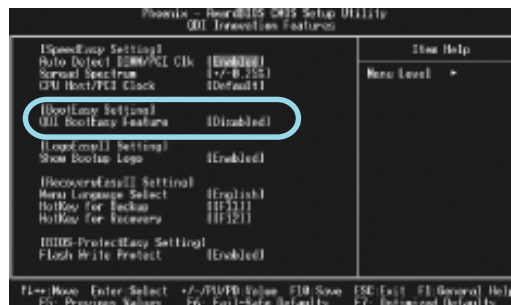 Phoenix - AwardBIOS CMOS Setup Utility
QDI Innovation Features
[SpeedEasy Setting]
Auto Detect DIMM/PCI Clk [Enabled]
Spread Spectrum [+/-0.25%]
CPU Host/PCI Clock [Default]
[BootEasy Setting]
QDI BootEasy Feature [Disabled]
[LogoEasyII Setting]
Show Bootup Logo [Enabled]
[RecoveryEasyII Setting]
Menu Language Select [English]
HotKey for Backup [[F11]]
HotKey for Recovery [[F12]]
[BIOS-ProtectEasy Setting]
Flash Write Protect [Enabled]
Item Help
Menu Level ▸
↑↓→←:Move Enter:Select +/-/PU/PD:Value F10:Save ESC:Exit F1:General Help
F5: Previous Values F6: Fail-Safe Defaults F7: Optimized Defaults